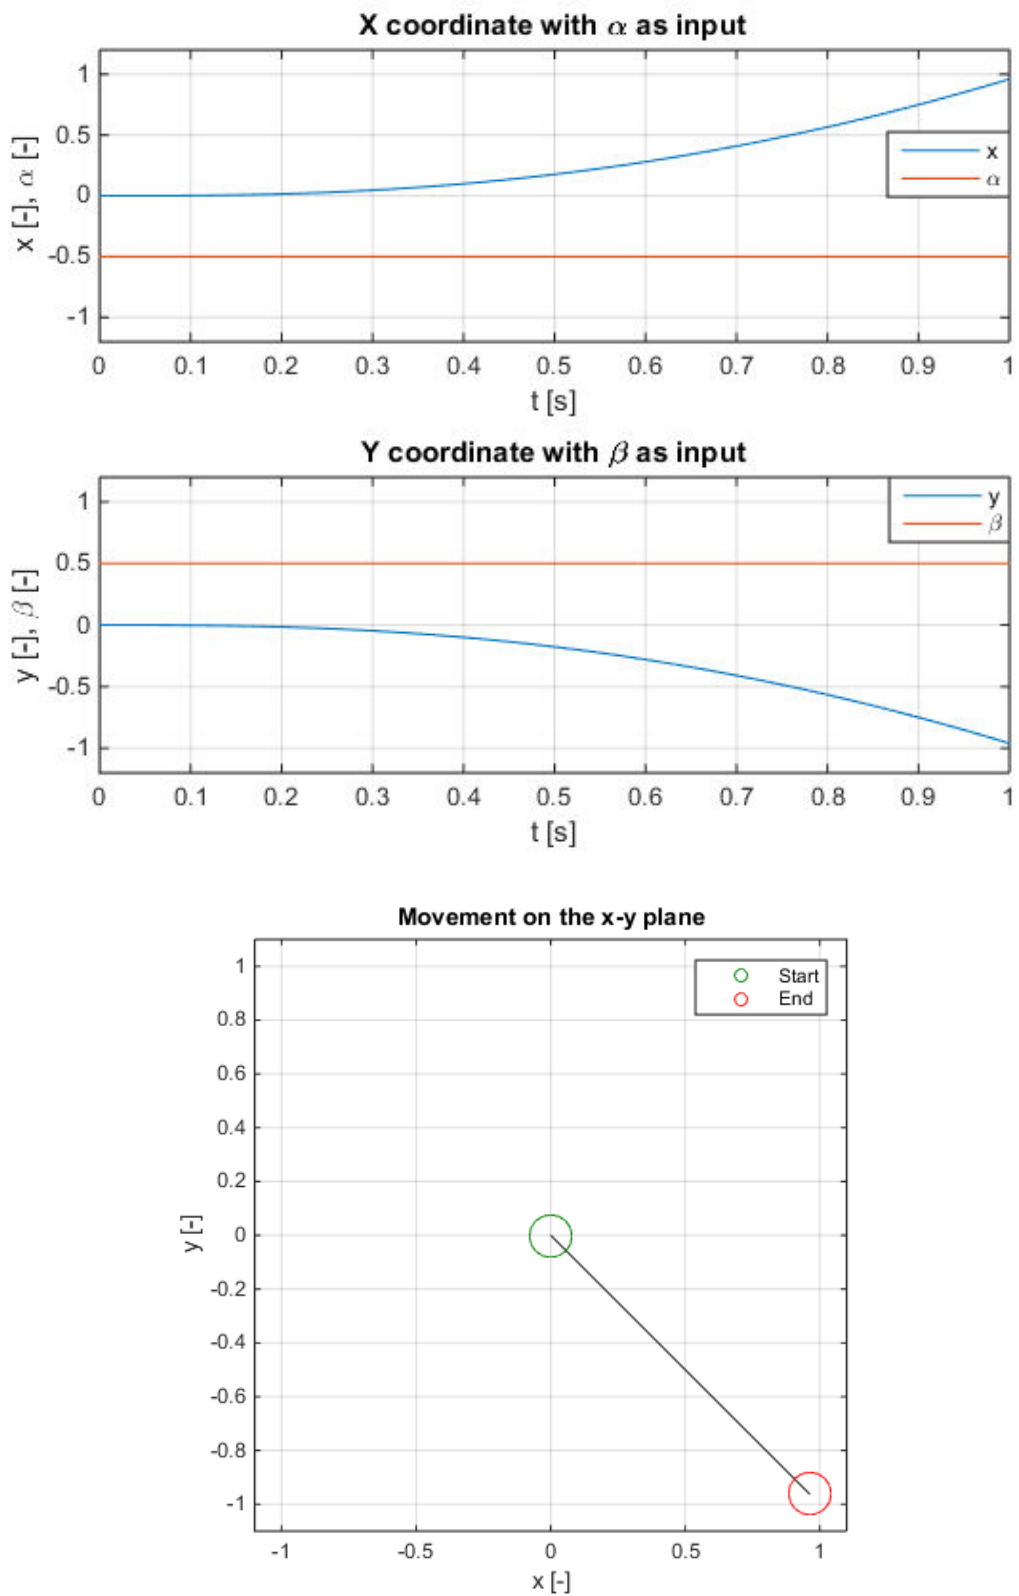 X coordinate with α as input
1
0.5
0
-0.5
-1
x [-], α [-]
x
α
0 0.1 0.2 0.3 0.4 0.5 0.6 0.7 0.8 0.9 1
t [s]
Y coordinate with β as input
1
0.5
0
-0.5
-1
y [-], β [-]
y
β
0 0.1 0.2 0.3 0.4 0.5 0.6 0.7 0.8 0.9 1
t [s]
Movement on the x-y plane
1
0.8
0.6
0.4
0.2
0
-0.2
-0.4
-0.6
-0.8
-1
y [-]
Start
End
-1 -0.5 0 0.5 1
x [-]